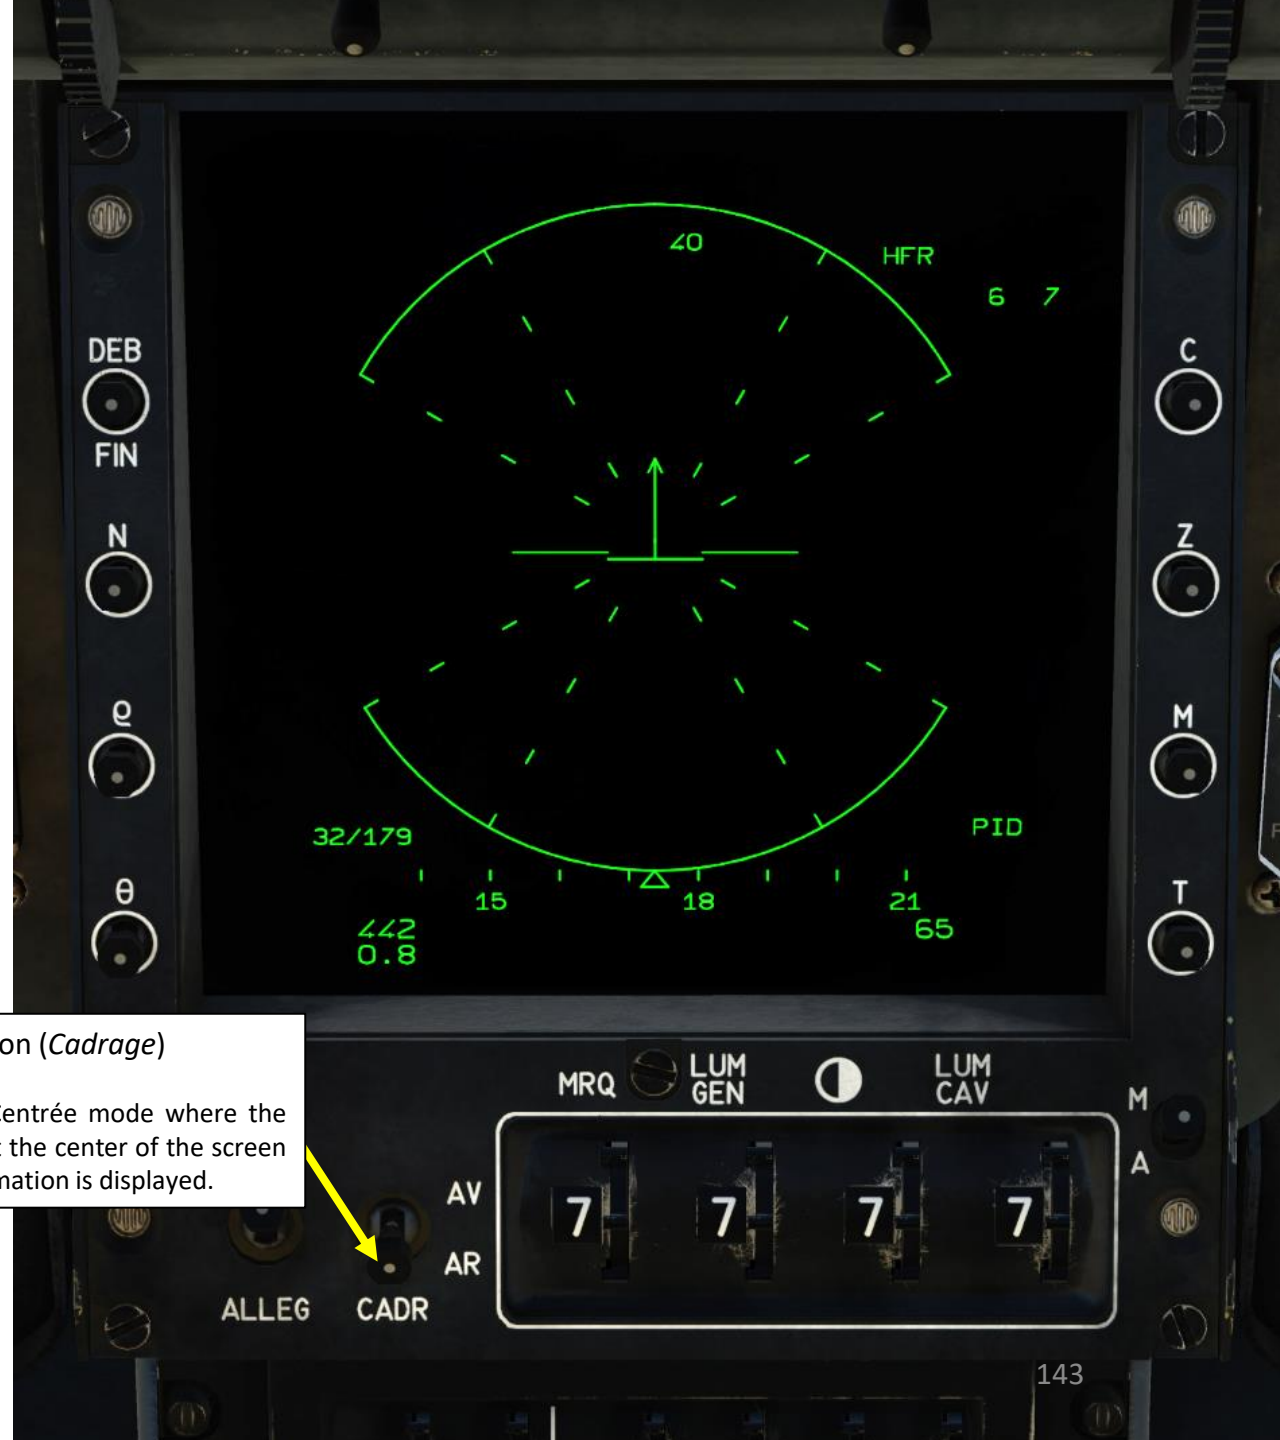 40
HFR
6 7
DEB
FIN
C
N
Z
ϱ
M
32/179
PID
θ
T
15 18 21
442
65
0.8
on (Cadrage)
entrée mode where the
the center of the screen
mation is displayed.
MRQ
LUM
GEN
LUM
CAV
M
A
AV
AR
7 7 7 7
ALLEG
CADR
143